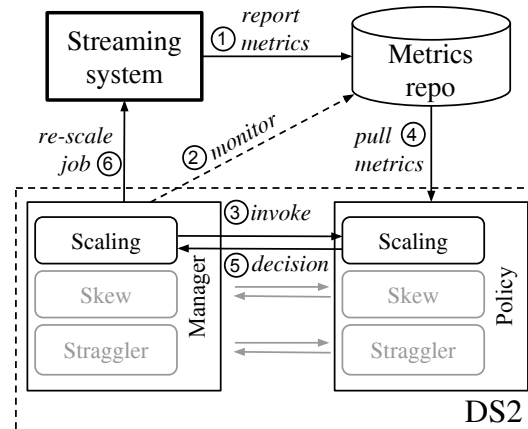 Streaming
system
① report
metrics
Metrics
repo
re-scale
job ⑥
② monitor
pull ④
metrics
③ invoke
Scaling
Scaling
⑤ decision
Skew
Skew
Straggler
Straggler
Manager
Policy
DS2